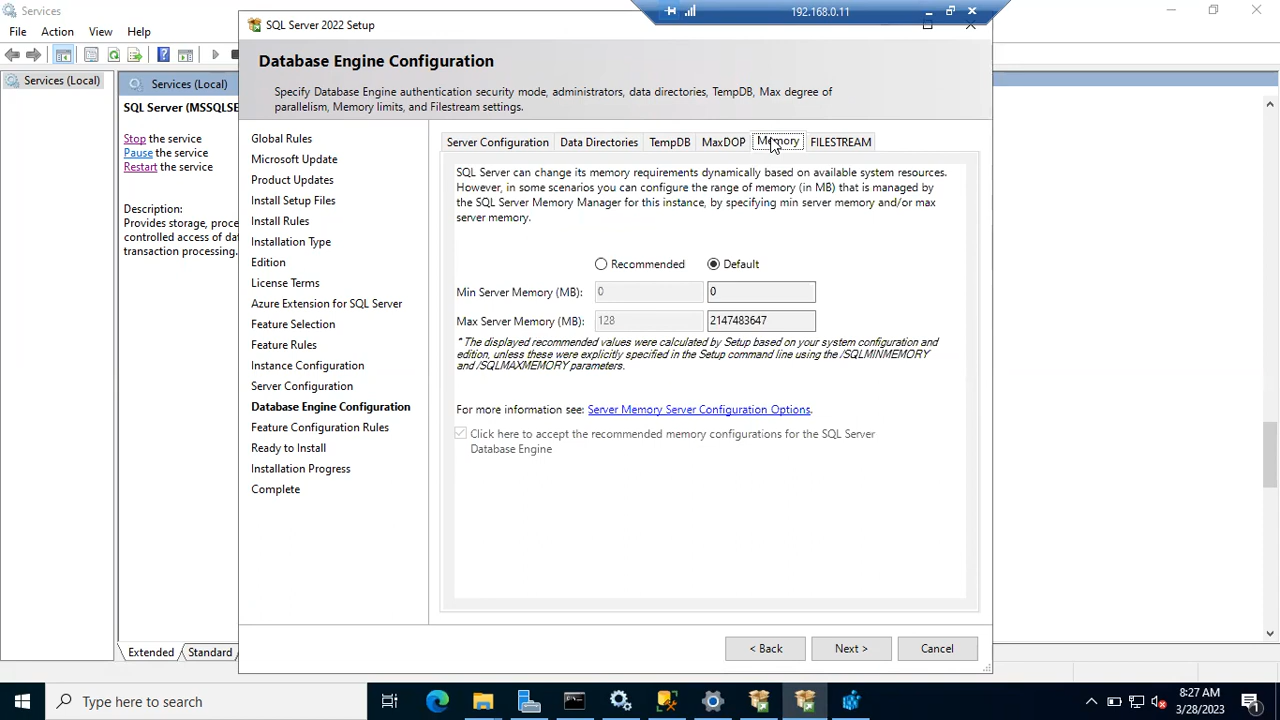 Services
192.168.0.11
File Action View Help
Services (Local)
Services (Local)
SQL Server (MSSQLSE
Stop the service
Pause the service
Restart the service
Description:
Provides storage, proce
controlled access of dat
transaction processing.
Extended
Standard
SQL Server 2022 Setup
Database Engine Configuration
Specify Database Engine authentication security mode, administrators, data directories, TempDB, Max degree of
parallelism, Memory limits, and Filestream settings.
Global Rules
Microsoft Update
Product Updates
Install Setup Files
Install Rules
Installation Type
Edition
License Terms
Azure Extension for SQL Server
Feature Selection
Feature Rules
Instance Configuration
Server Configuration
Database Engine Configuration
Feature Configuration Rules
Ready to Install
Installation Progress
Complete
Server Configuration Data Directories TempDB MaxDOP Memory FILESTREAM
SQL Server can change its memory requirements dynamically based on available system resources.
However, in some scenarios you can configure the range of memory (in MB) that is managed by
the SQL Server Memory Manager for this instance, by specifying min server memory and/or max
server memory.
Recommended Default
Min Server Memory (MB): 0 0
Max Server Memory (MB): 128 2147483647
* The displayed recommended values were calculated by Setup based on your system configuration and
edition, unless these were explicitly specified in the Setup command line using the /SQLMINMEMORY
and /SQLMAXMEMORY parameters.
For more information see: Server Memory Server Configuration Options.
Click here to accept the recommended memory configurations for the SQL Server
Database Engine
< Back Next > Cancel
Type here to search
8:27 AM
3/28/2023
1